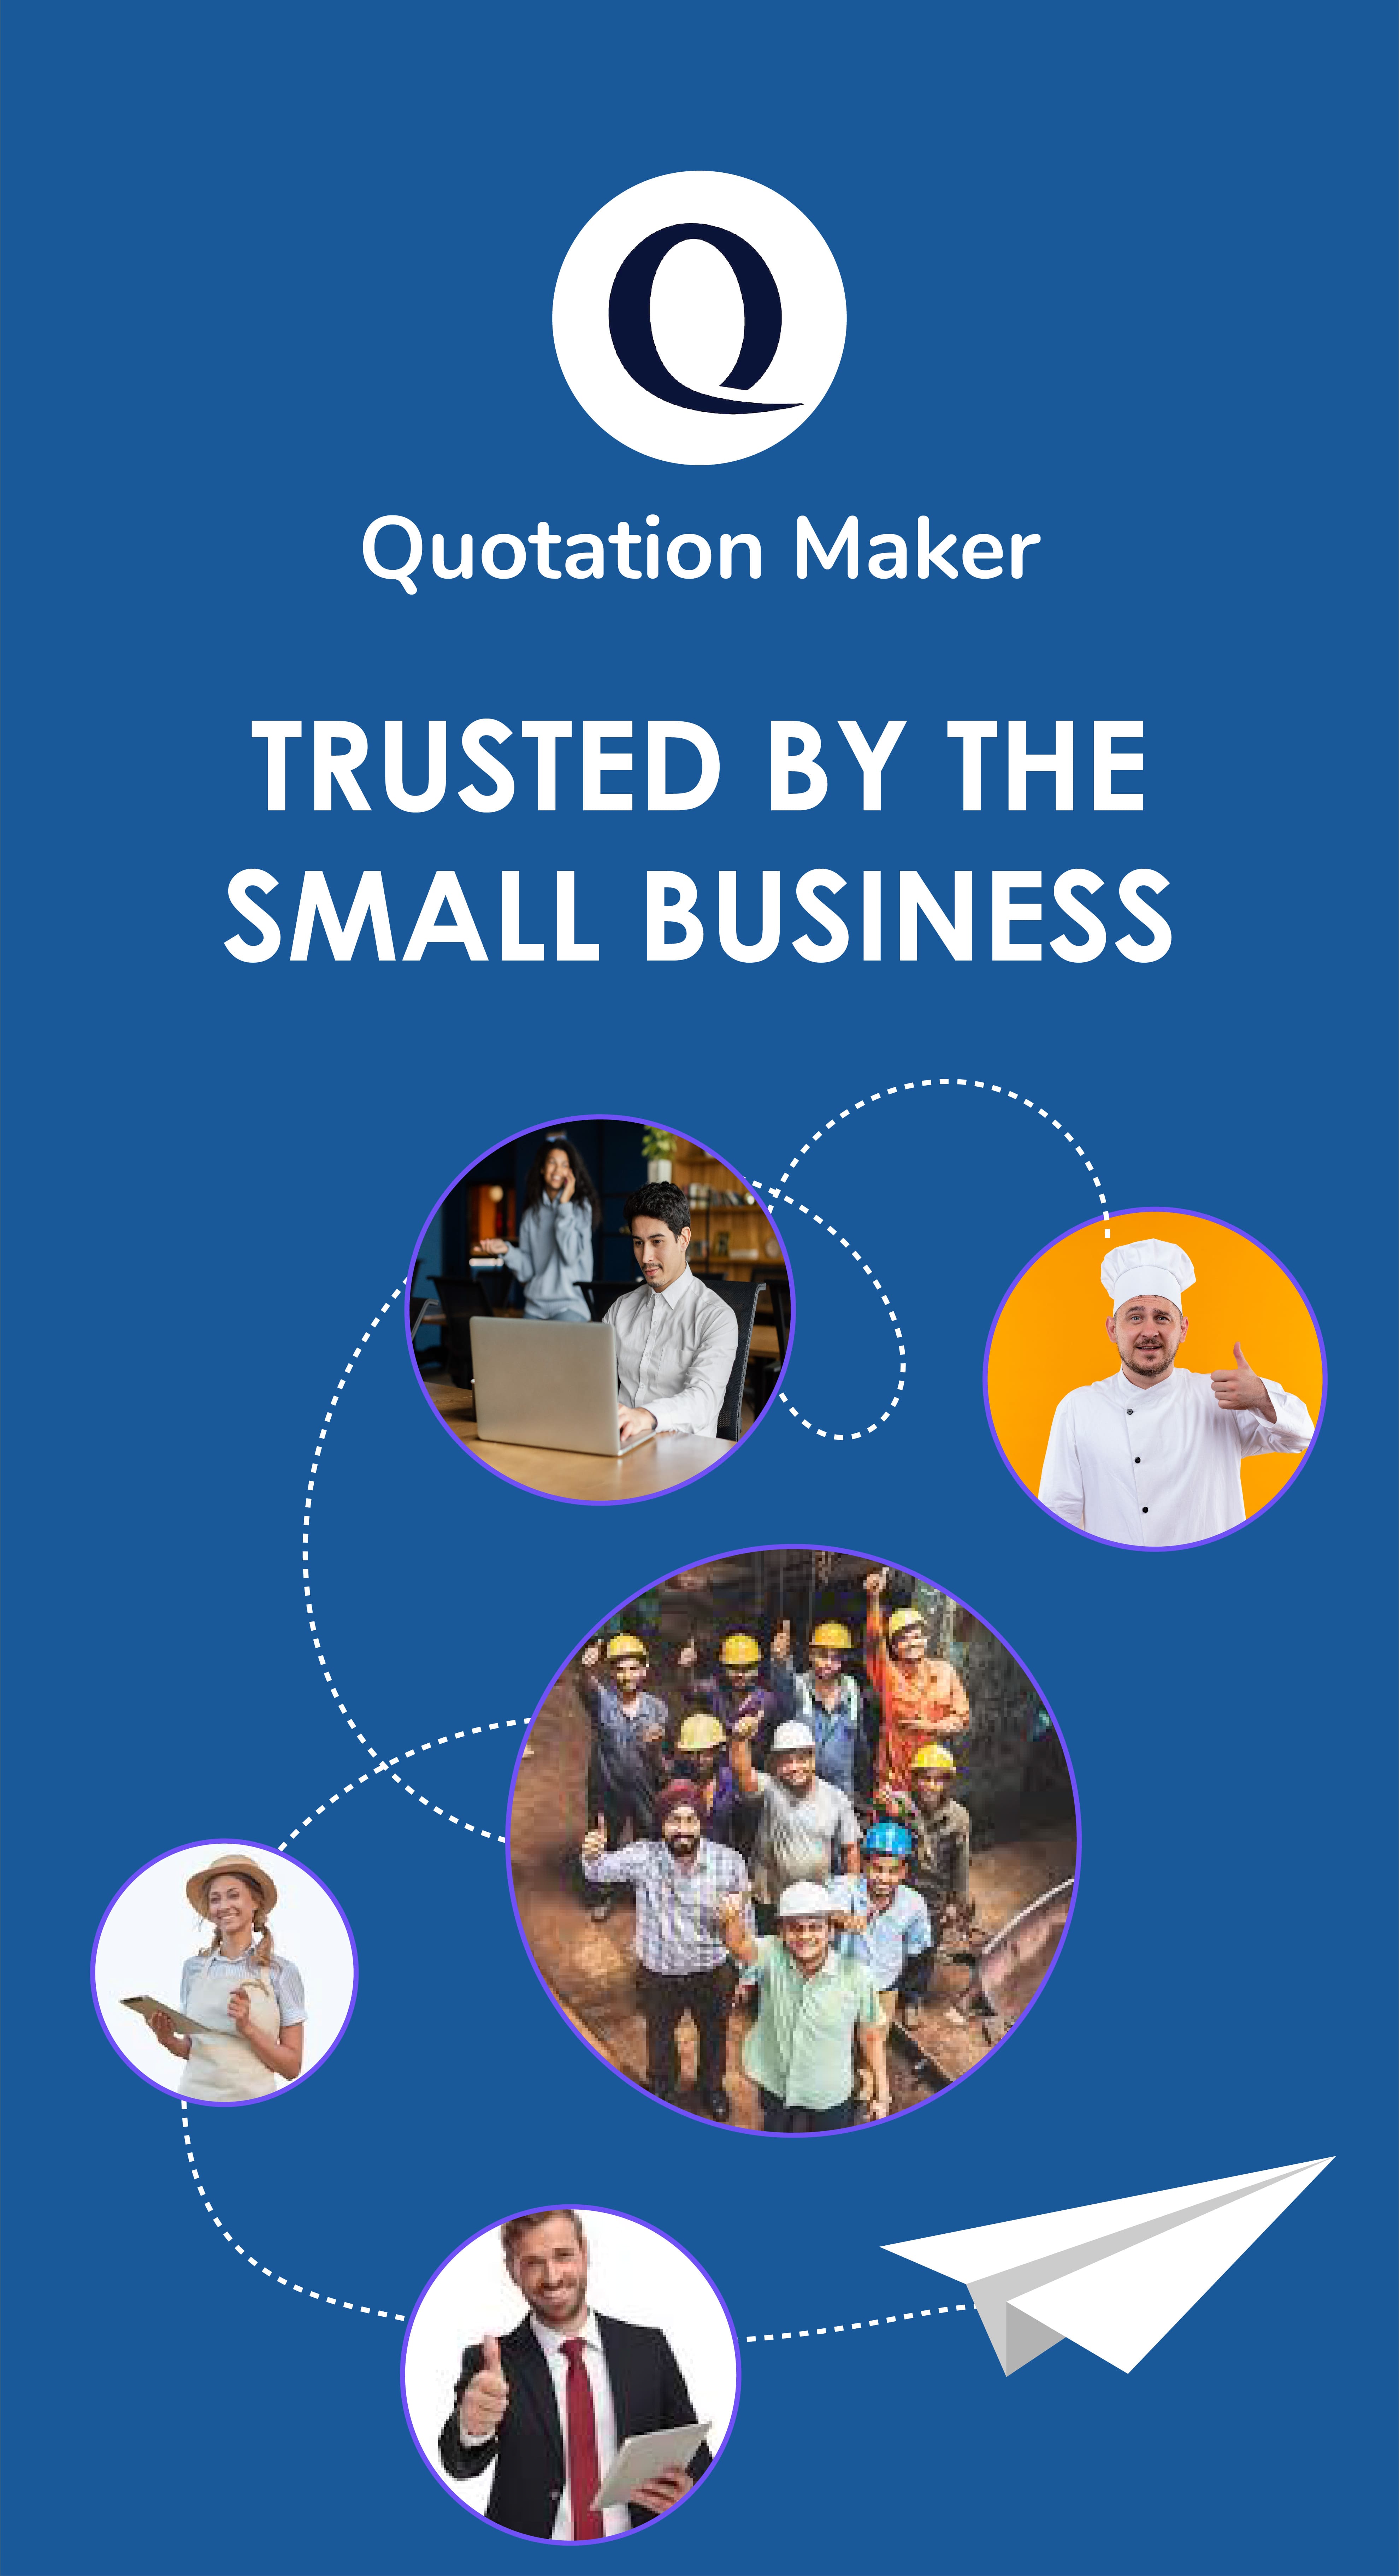 Q
Quotation Maker
TRUSTED BY THE
SMALL BUSINESS